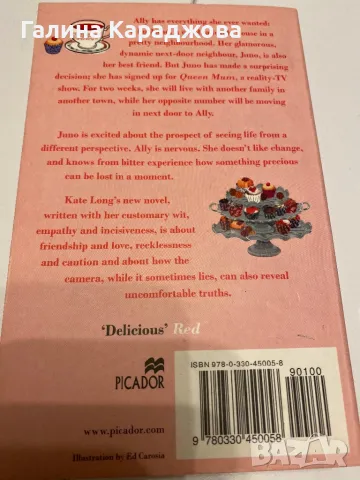 Ally has everything she ever wanted:
Галина Караджова
house in a
pretty neighbourhood. Her glamorous,
dynamic next-door neighbour, Juno, is also
her best friend. But Juno has made a surprising
decision; she has signed up for Queen Mum, a reality-TV
show. For two weeks, she will live with another family in
another town, while her opposite number will be moving
in next door to Ally.
Juno is excited about the prospect of seeing life from a
different perspective. Ally is nervous. She doesn't like change,
and knows from bitter experience how something precious
can be lost in a moment.
Kate Long's new novel,
written with her customary wit,
empathy and incisiveness, is about
friendship and love, recklessness
and caution and about how the
camera, while it sometimes lies, can also reveal
uncomfortable truths.
'Delicious' Red
PICADOR
www.picador.com
Illustration by Ed Carosia
ISBN 978-0-330-45005-8
90100
9 780330 450058
BAZAR